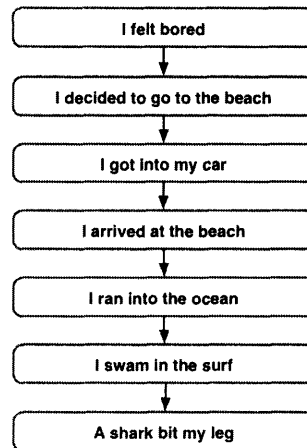 I felt bored
I decided to go to the beach
I got into my car
I arrived at the beach
I ran into the ocean
I swam in the surf
A shark bit my leg